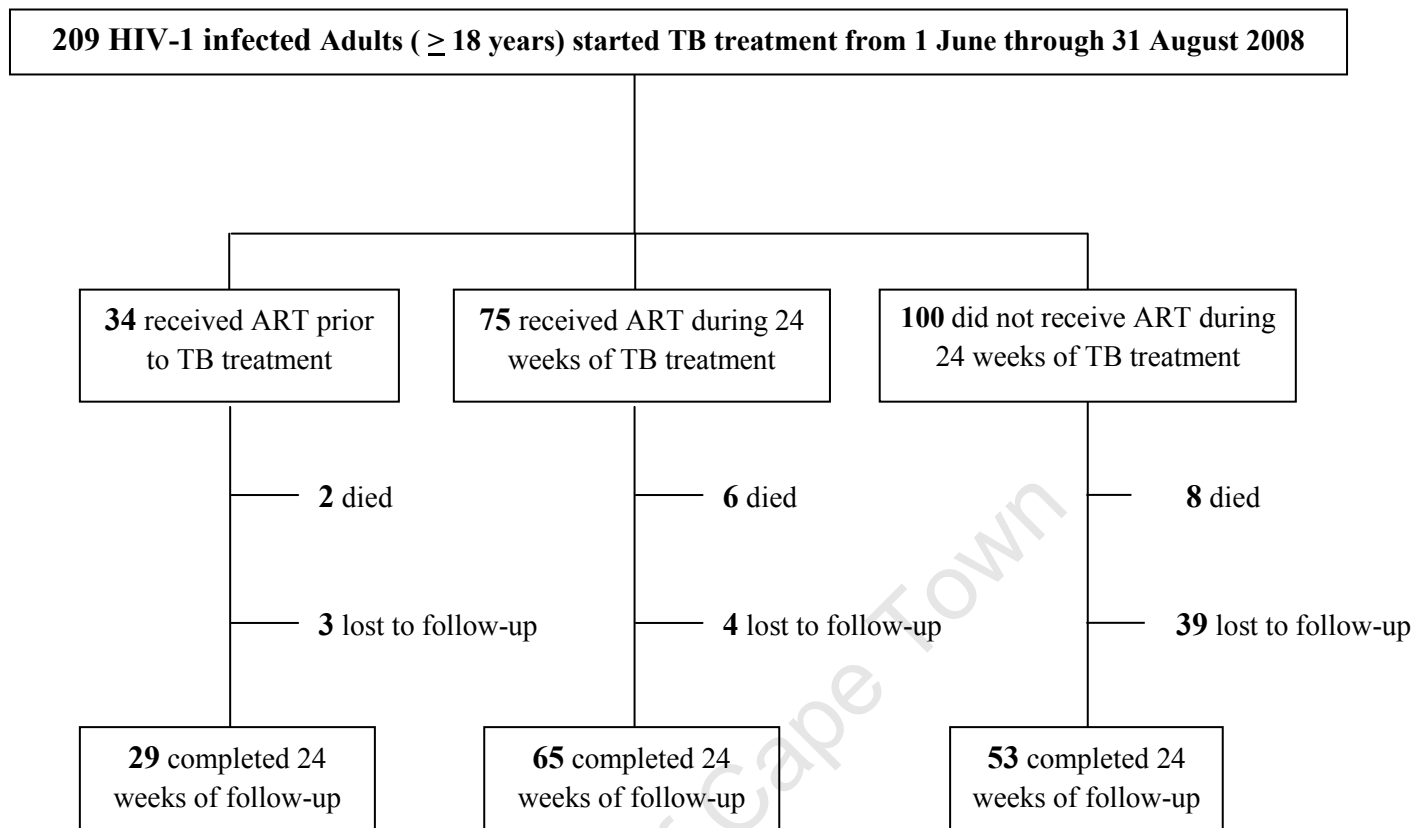 209 HIV-1 infected Adults ( ≥ 18 years) started TB treatment from 1 June through 31 August 2008
34 received ART prior
to TB treatment
75 received ART during 24
weeks of TB treatment
100 did not receive ART during
24 weeks of TB treatment
2 died
6 died
8 died
3 lost to follow-up
4 lost to follow-up
39 lost to follow-up
29 completed 24
weeks of follow-up
65 completed 24
weeks of follow-up
53 completed 24
weeks of follow-up
Cape Town